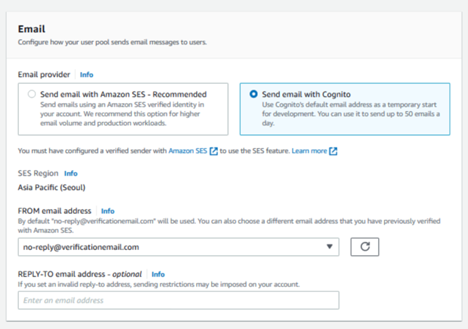 Email
Configure how your user pool sends email messages to users.
Email provider Info
Send email with Amazon SES - Recommended
Send emails using an Amazon SES verified identity in
your account. We recommend this option for higher
email volume and production workloads.
Send email with Cognito
Use Cognito's default email address as a temporary start
for development. You can use it to send up to 50 emails a
day.
You must have configured a verified sender with Amazon SES to use the SES feature. Learn more
SES Region Info
Asia Pacific (Seoul)
FROM email address Info
By default "no-reply@verificationemail.com" will be used. You can also choose a different email address that you have previously verified
with Amazon SES.
no-reply@verificationemail.com
REPLY-TO email address - optional Info
If you set an invalid reply-to address, sending restrictions may be imposed on your account.
Enter an email address